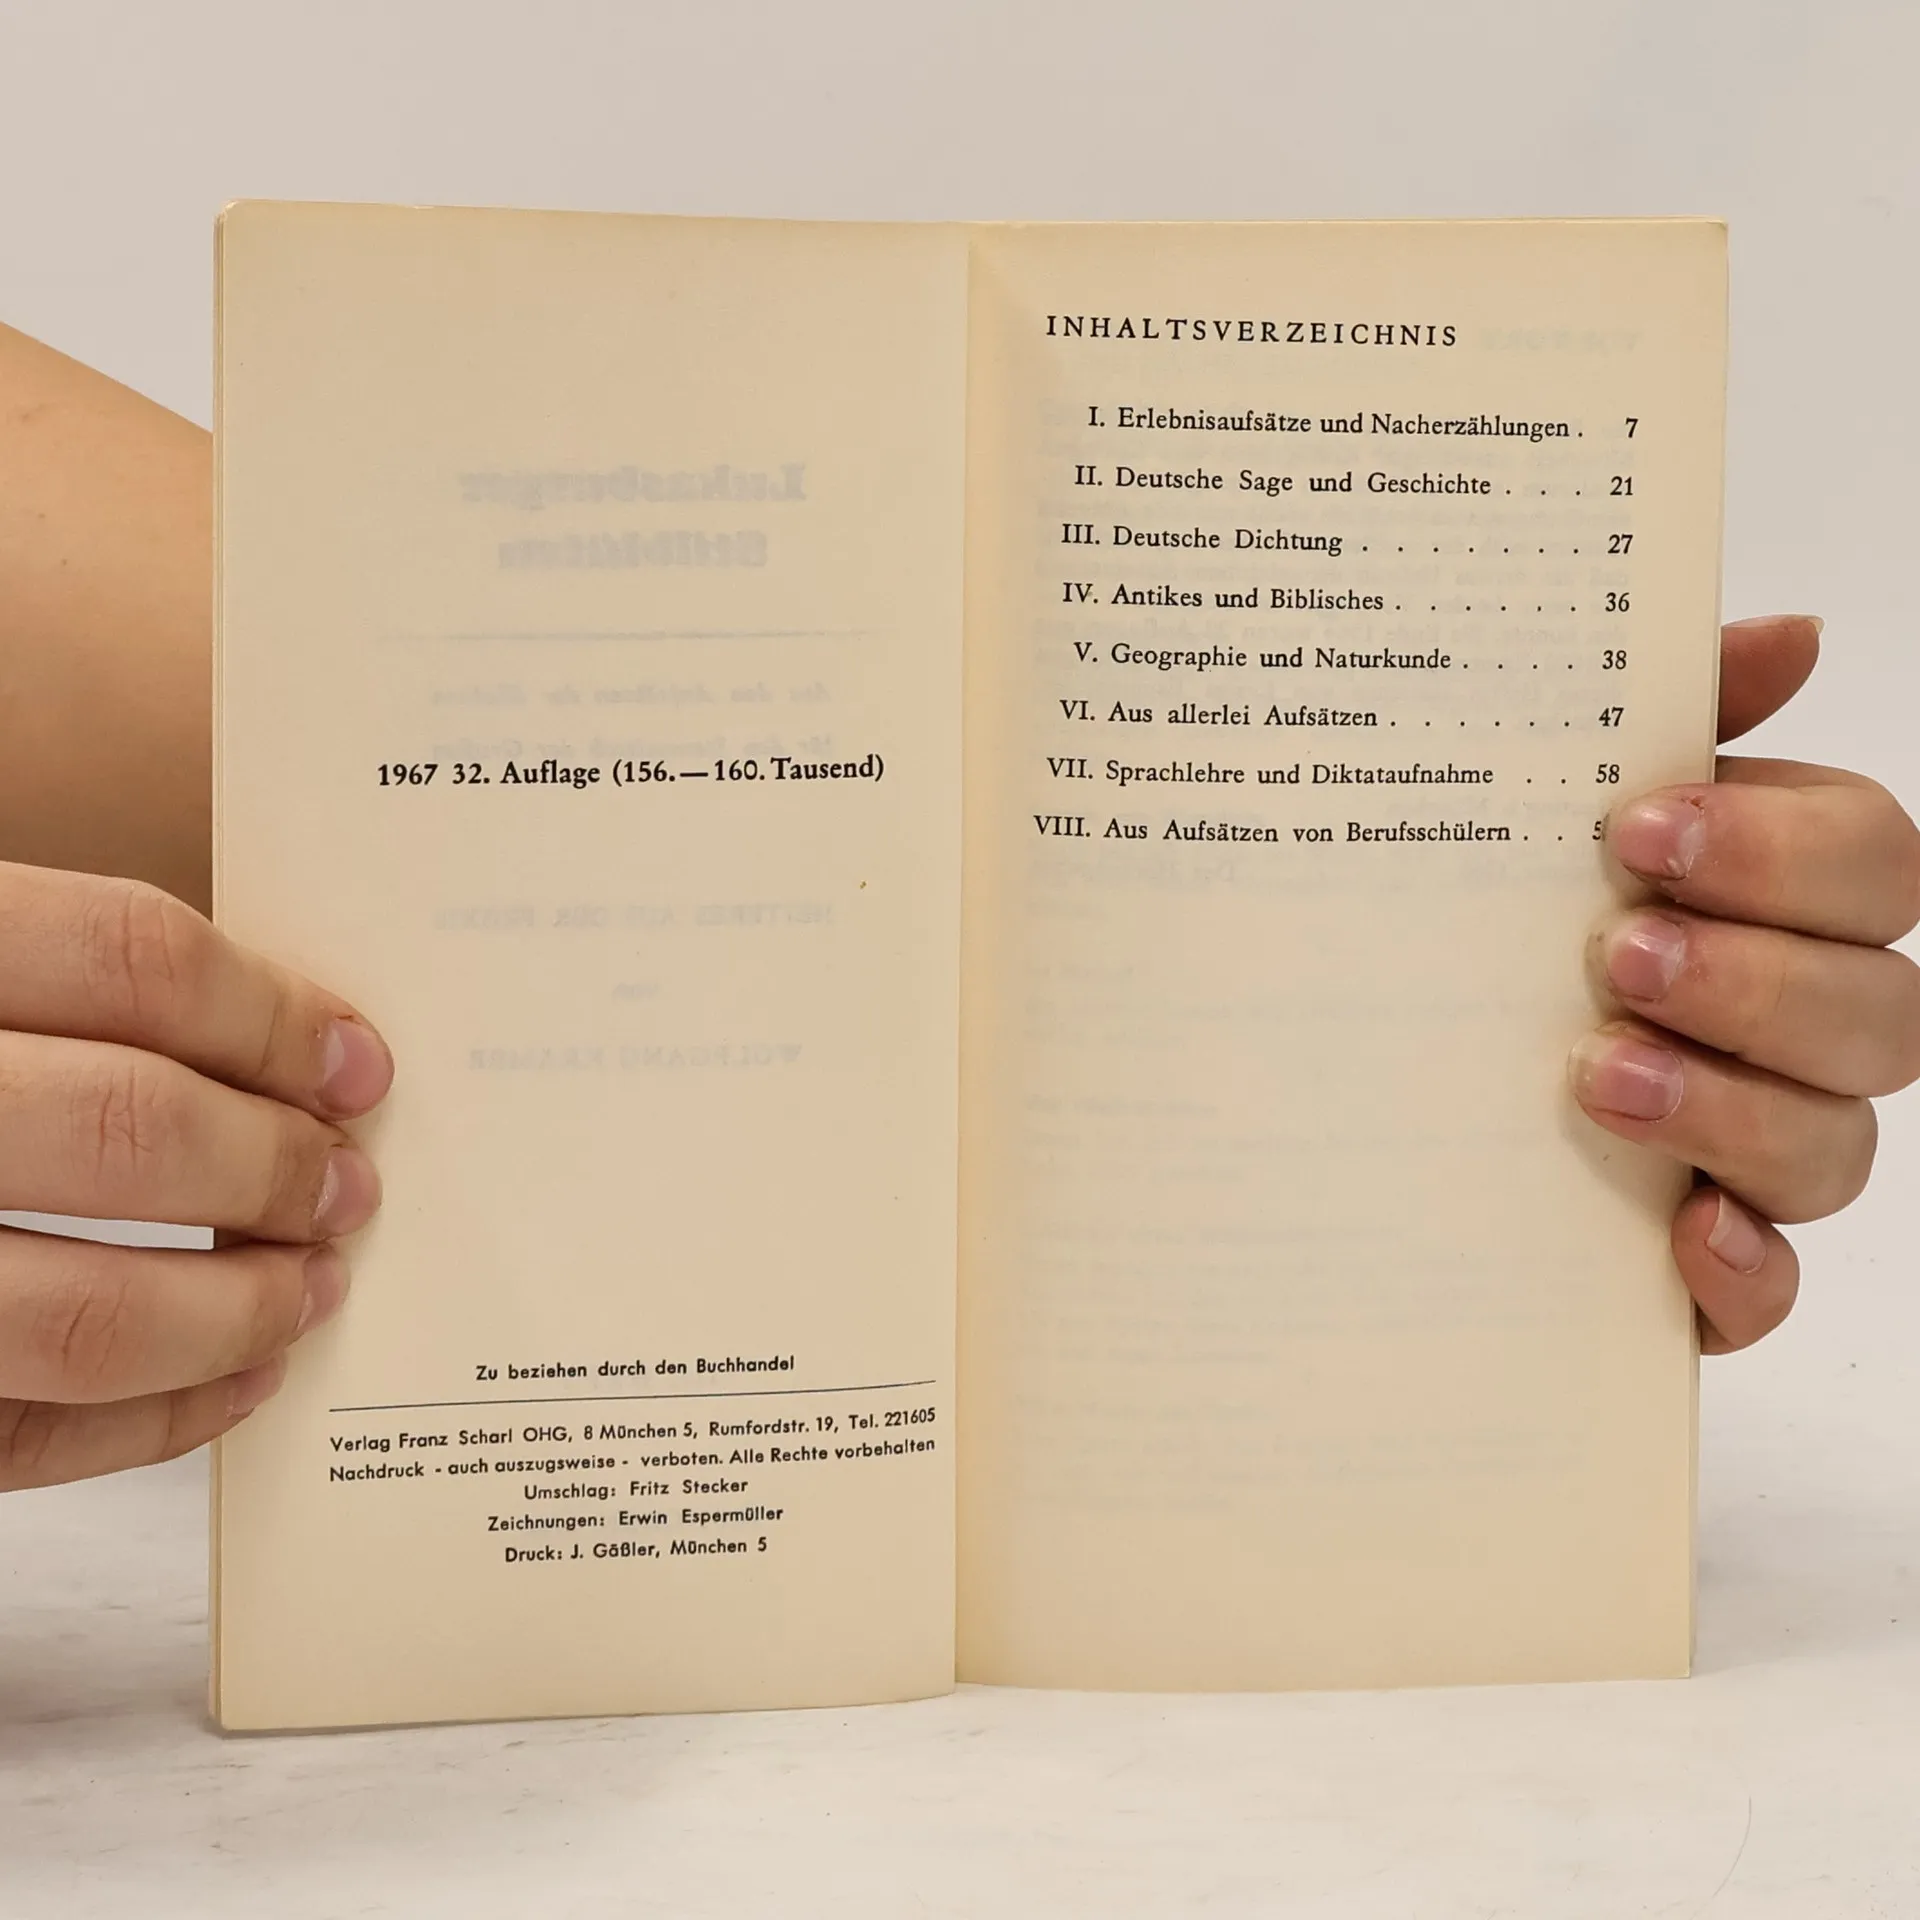 1967 32. Auflage (156.—160. Tausend)
Zu beziehen durch den Buchhandel
Verlag Franz Scharl OHG, 8 München 5, Rumfordstr. 19, Tel. 221605
Nachdruck - auch auszugsweise - verboten. Alle Rechte vorbehalten
Umschlag: Fritz Stecker
Zeichnungen: Erwin Espermüller
Druck: J. Gäßler, München 5
INHALTSVERZEICHNIS
I. Erlebnisaufsätze und Nacherzählungen . 7
II. Deutsche Sage und Geschichte . . . 21
III. Deutsche Dichtung . . . . . . . 27
IV. Antikes und Biblisches . . . . . . 36
V. Geographie und Naturkunde . . . . 38
VI. Aus allerlei Aufsätzen . . . . . . 47
VII. Sprachlehre und Diktataufnahme . . 58
VIII. Aus Aufsätzen von Berufsschülern . .